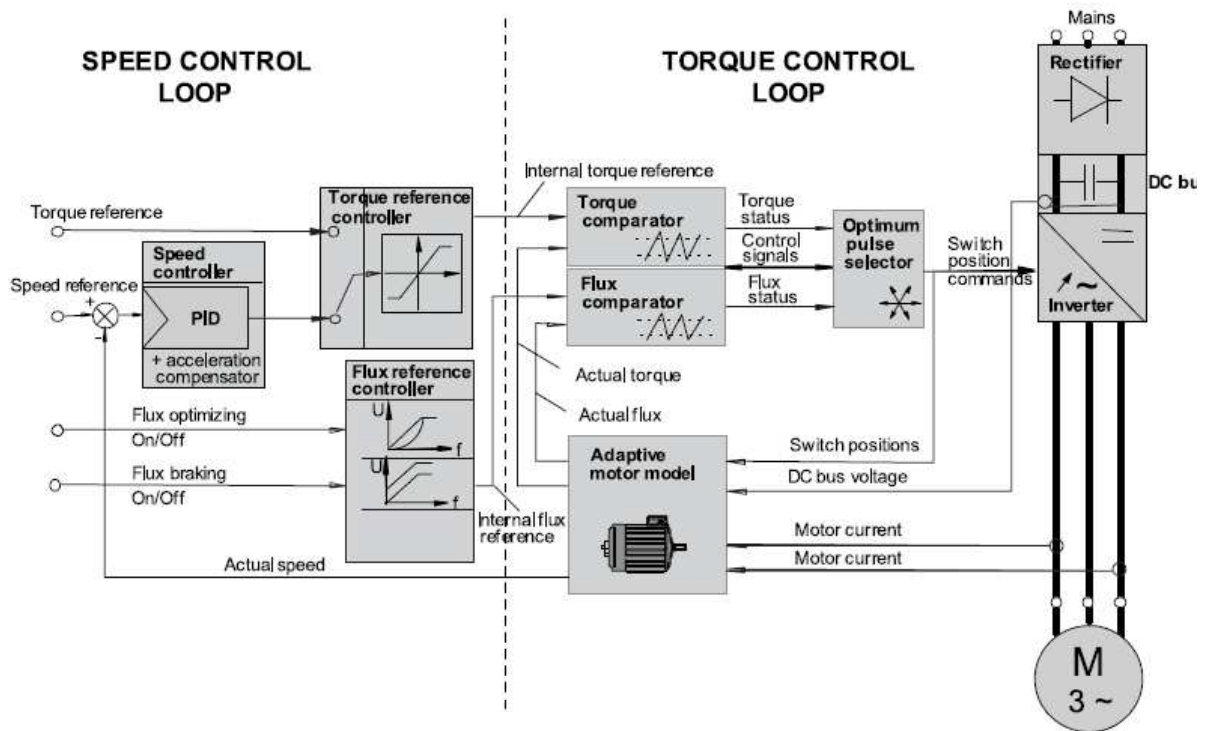 SPEED CONTROL
LOOP
TORQUE CONTROL
LOOP
Mains
Rectifier
DC bu
Internal torque reference
Torque reference
controller
Torque reference
Speed
controller
Speed reference
+
-
PID
+ acceleration
compensator
Torque
comparator
Torque
status
Control
signals
Flux
status
Flux
comparator
Optimum
pulse
selector
Switch
position
commands
~
Inverter
Flux reference
controller
U
f
U
f
Flux optimizing
On/Off
Flux braking
On/Off
Internal flux
reference
Actual torque
Actual flux
Adaptive
motor model
Switch positions
DC bus voltage
Motor current
Motor current
Actual speed
M
3 ~